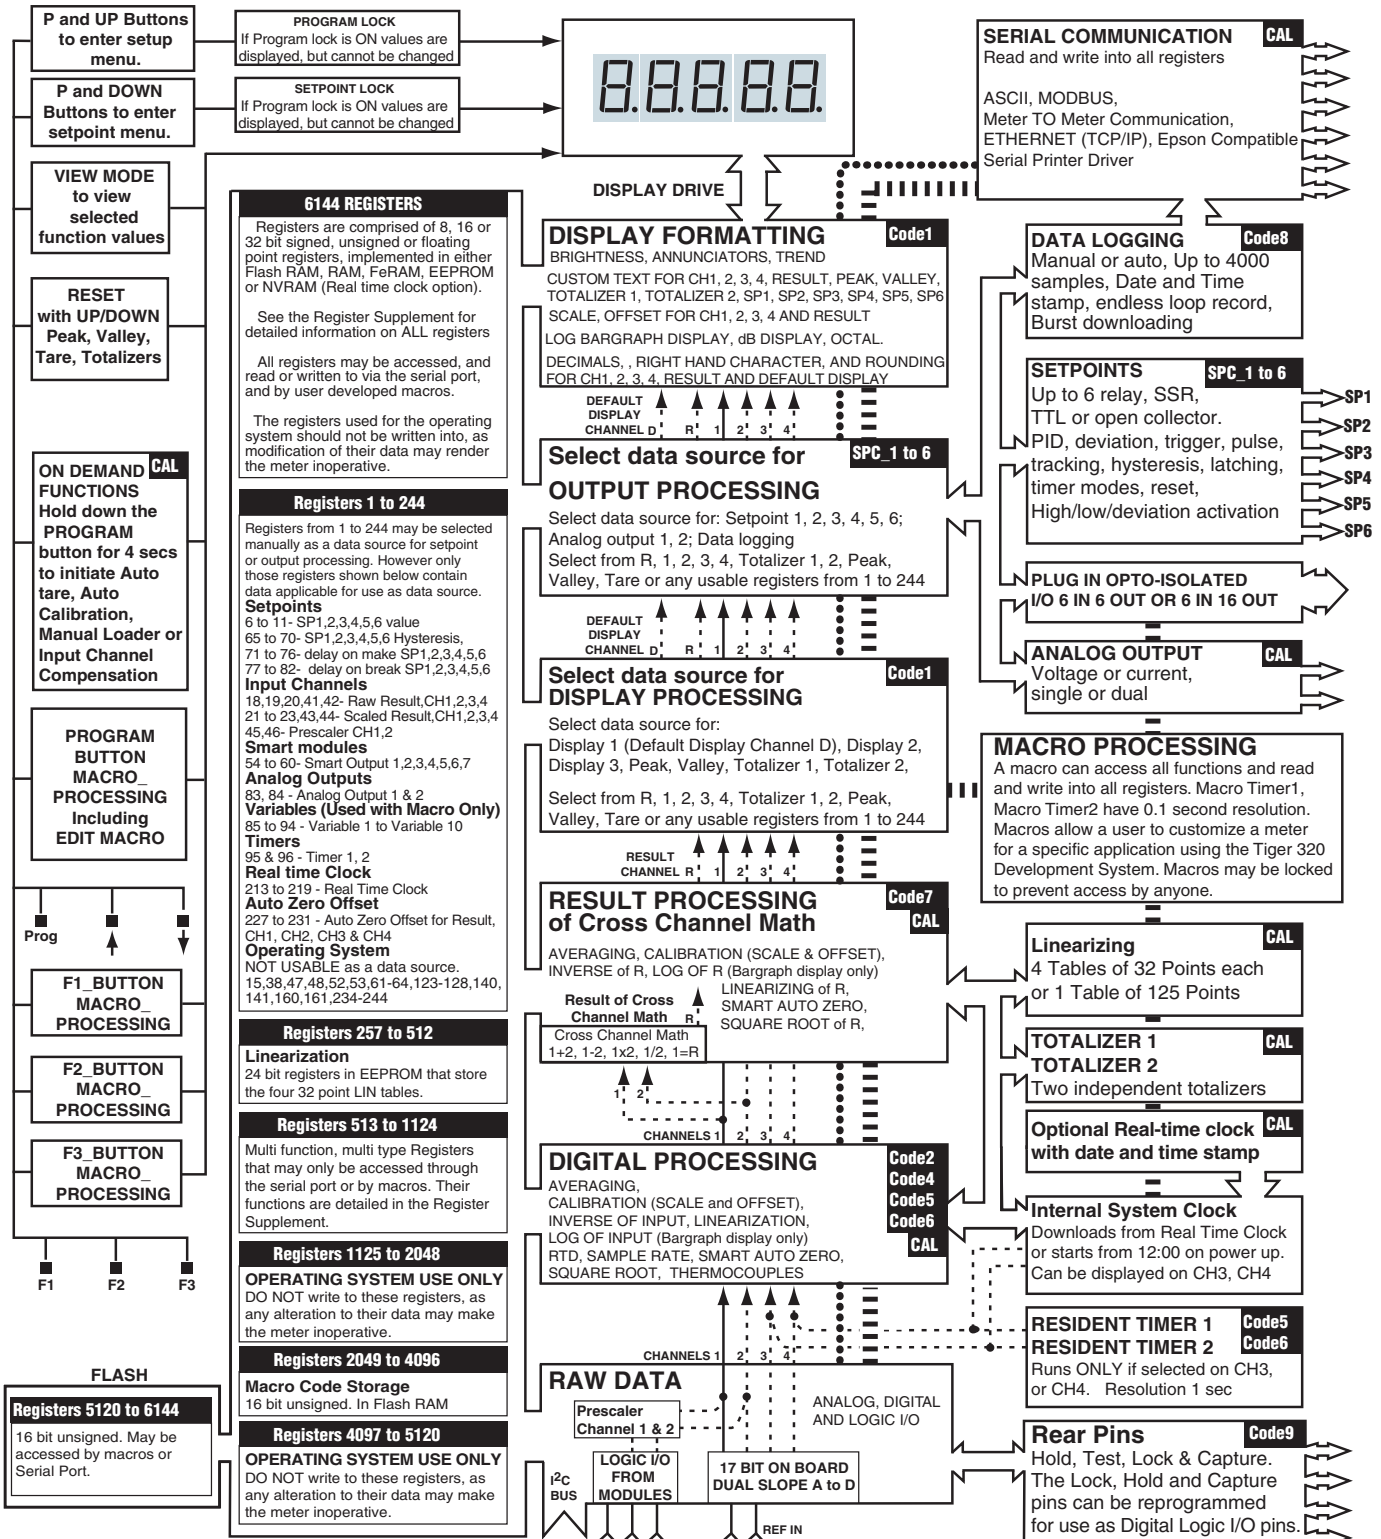 P and UP Buttons
to enter setup
menu.
PROGRAM LOCK
If Program lock is ON values are
displayed, but cannot be changed
P and DOWN
Buttons to enter
setpoint menu.
SETPOINT LOCK
If Program lock is ON values are
displayed, but cannot be changed
VIEW MODE
to view
selected
function values
RESET
with UP/DOWN
Peak, Valley,
Tare, Totalizers
ON DEMAND CAL
FUNCTIONS
Hold down the
PROGRAM
button for 4 secs
to initiate Auto
tare, Auto
Calibration,
Manual Loader or
Input Channel
Compensation
PROGRAM
BUTTON
MACRO_
PROCESSING
Including
EDIT MACRO
Prog
F1_BUTTON
MACRO_
PROCESSING
F2_BUTTON
MACRO_
PROCESSING
F3_BUTTON
MACRO_
PROCESSING
F1 F2 F3
FLASH
Registers 5120 to 6144
16 bit unsigned. May be
accessed by macros or
Serial Port.
6144 REGISTERS
Registers are comprised of 8, 16 or
32 bit signed, unsigned or floating
point registers, implemented in either
Flash RAM, RAM, FeRAM, EEPROM
or NVRAM (Real time clock option).
See the Register Supplement for
detailed information on ALL registers
All registers may be accessed, and
read or written to via the serial port,
and by user developed macros.
The registers used for the operating
system should not be written into, as
modification of their data may render
the meter inoperative.
Registers 1 to 244
Registers from 1 to 244 may be selected
manually as a data source for setpoint
or output processing. However only
those registers shown below contain
data applicable for use as data source.
Setpoints
6 to 11- SP1,2,3,4,5,6 value
65 to 70- SP1,2,3,4,5,6 Hysteresis,
71 to 76- delay on make SP1,2,3,4,5,6
77 to 82- delay on break SP1,2,3,4,5,6
Input Channels
18,19,20,41,42- Raw Result,CH1,2,3,4
21 to 23,43,44- Scaled Result,CH1,2,3,4
45,46- Prescaler CH1,2
Smart modules
54 to 60- Smart Output 1,2,3,4,5,6,7
Analog Outputs
83, 84 - Analog Output 1 & 2
Variables (Used with Macro Only)
85 to 94 - Variable 1 to Variable 10
Timers
95 & 96 - Timer 1, 2
Real time Clock
213 to 219 - Real Time Clock
Auto Zero Offset
227 to 231 - Auto Zero Offset for Result,
CH1, CH2, CH3 & CH4
Operating System
NOT USABLE as a data source.
15,38,47,48,52,53,61-64,123-128,140,
141,160,161,234-244
Registers 257 to 512
Linearization
24 bit registers in EEPROM that store
the four 32 point LIN tables.
Registers 513 to 1124
Multi function, multi type Registers
that may only be accessed through
the serial port or by macros. Their
functions are detailed in the Register
Supplement.
Registers 1125 to 2048
OPERATING SYSTEM USE ONLY
DO NOT write to these registers, as
any alteration to their data may make
the meter inoperative.
Registers 2049 to 4096
Macro Code Storage
16 bit unsigned. In Flash RAM
Registers 4097 to 5120
OPERATING SYSTEM USE ONLY
DO NOT write to these registers, as
any alteration to their data may make
the meter inoperative.
8.8.8.8.8.
DISPLAY DRIVE
DISPLAY FORMATTING Code1
BRIGHTNESS, ANNUNCIATORS, TREND
CUSTOM TEXT FOR CH1, 2, 3, 4, RESULT, PEAK, VALLEY,
TOTALIZER 1, TOTALIZER 2, SP1, SP2, SP3, SP4, SP5, SP6
SCALE, OFFSET FOR CH1, 2, 3, 4 AND RESULT
LOG BARGRAPH DISPLAY, dB DISPLAY, OCTAL.
DECIMALS, , RIGHT HAND CHARACTER, AND ROUNDING
FOR CH1, 2, 3, 4, RESULT AND DEFAULT DISPLAY
DEFAULT
DISPLAY
CHANNEL D R 1 2 3 4
Select data source for SPC_1 to 6
OUTPUT PROCESSING
Select data source for: Setpoint 1, 2, 3, 4, 5, 6;
Analog output 1, 2; Data logging
Select from R, 1, 2, 3, 4, Totalizer 1, 2, Peak,
Valley, Tare or any usable registers from 1 to 244
DEFAULT
DISPLAY
CHANNEL D R 1 2 3 4
Select data source for Code1
DISPLAY PROCESSING
Select data source for:
Display 1 (Default Display Channel D), Display 2,
Display 3, Peak, Valley, Totalizer 1, Totalizer 2,
Select from R, 1, 2, 3, 4, Totalizer 1, 2, Peak,
Valley, Tare or any usable registers from 1 to 244
RESULT
CHANNEL R 1 2 3 4
RESULT PROCESSING Code7
of Cross Channel Math CAL
AVERAGING, CALIBRATION (SCALE & OFFSET),
INVERSE of R, LOG OF R (Bargraph display only)
LINEARIZING of R,
SMART AUTO ZERO,
SQUARE ROOT of R,
Result of Cross
Channel Math R
Cross Channel Math
1+2, 1-2, 1x2, 1/2, 1=R
1 2
CHANNELS 1 2 3 4
DIGITAL PROCESSING Code2
Code4
Code5
Code6
CAL
AVERAGING,
CALIBRATION (SCALE and OFFSET),
INVERSE OF INPUT, LINEARIZATION,
LOG OF INPUT (Bargraph display only)
RTD, SAMPLE RATE, SMART AUTO ZERO,
SQUARE ROOT, THERMOCOUPLES
CHANNELS 1 2 3 4
RAW DATA
Prescaler
Channel 1 & 2
ANALOG, DIGITAL
AND LOGIC I/O
I2C
BUS
LOGIC I/O
FROM
MODULES
17 BIT ON BOARD
DUAL SLOPE A to D
REF IN
SERIAL COMMUNICATION CAL
Read and write into all registers
ASCII, MODBUS,
Meter TO Meter Communication,
ETHERNET (TCP/IP), Epson Compatible
Serial Printer Driver
DATA LOGGING Code8
Manual or auto, Up to 4000
samples, Date and Time
stamp, endless loop record,
Burst downloading
SETPOINTS SPC_1 to 6
Up to 6 relay, SSR,
TTL or open collector.
PID, deviation, trigger, pulse,
tracking, hysteresis, latching,
timer modes, reset,
High/low/deviation activation
SP1
SP2
SP3
SP4
SP5
SP6
PLUG IN OPTO-ISOLATED
I/O 6 IN 6 OUT OR 6 IN 16 OUT
ANALOG OUTPUT CAL
Voltage or current,
single or dual
MACRO PROCESSING
A macro can access all functions and read
and write into all registers. Macro Timer1,
Macro Timer2 have 0.1 second resolution.
Macros allow a user to customize a meter
for a specific application using the Tiger 320
Development System. Macros may be locked
to prevent access by anyone.
Linearizing CAL
4 Tables of 32 Points each
or 1 Table of 125 Points
TOTALIZER 1 CAL
TOTALIZER 2
Two independent totalizers
Optional Real-time clock CAL
with date and time stamp
Internal System Clock
Downloads from Real Time Clock
or starts from 12:00 on power up.
Can be displayed on CH3, CH4
RESIDENT TIMER 1 Code5
RESIDENT TIMER 2 Code6
Runs ONLY if selected on CH3,
or CH4. Resolution 1 sec
Rear Pins Code9
Hold, Test, Lock & Capture.
The Lock, Hold and Capture
pins can be reprogrammed
for use as Digital Logic I/O pins.